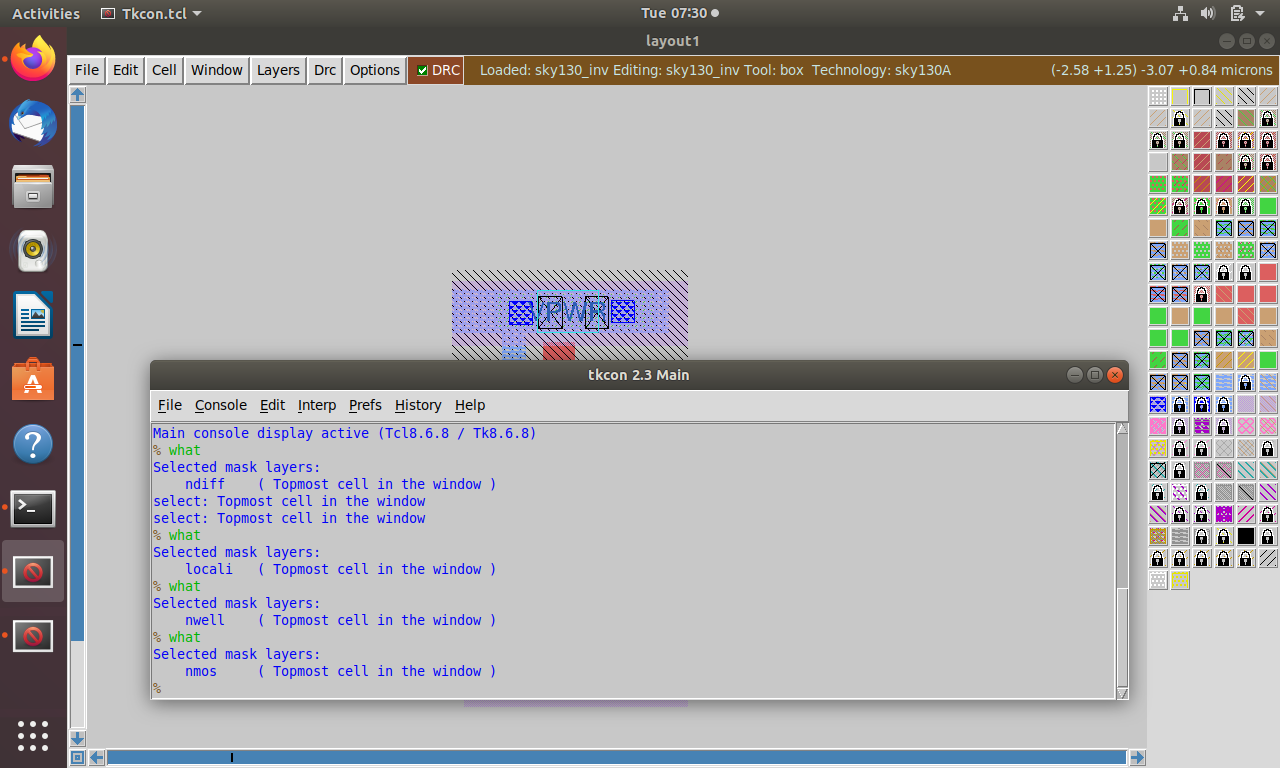 Activities Tkcon.tcl Tue 07:30
layout1
File Edit Cell Window Layers Drc Options DRC Loaded: sky130_inv Editing: sky130_inv Tool: box Technology: sky130A (-2.58 +1.25) -3.07 +0.84 microns
VPWR
tkcon 2.3 Main
File Console Edit Interp Prefs History Help
Main console display active (Tcl8.6.8 / Tk8.6.8)
% what
Selected mask layers:
ndiff ( Topmost cell in the window )
select: Topmost cell in the window
select: Topmost cell in the window
% what
Selected mask layers:
locali ( Topmost cell in the window )
% what
Selected mask layers:
nwell ( Topmost cell in the window )
% what
Selected mask layers:
nmos ( Topmost cell in the window )
%